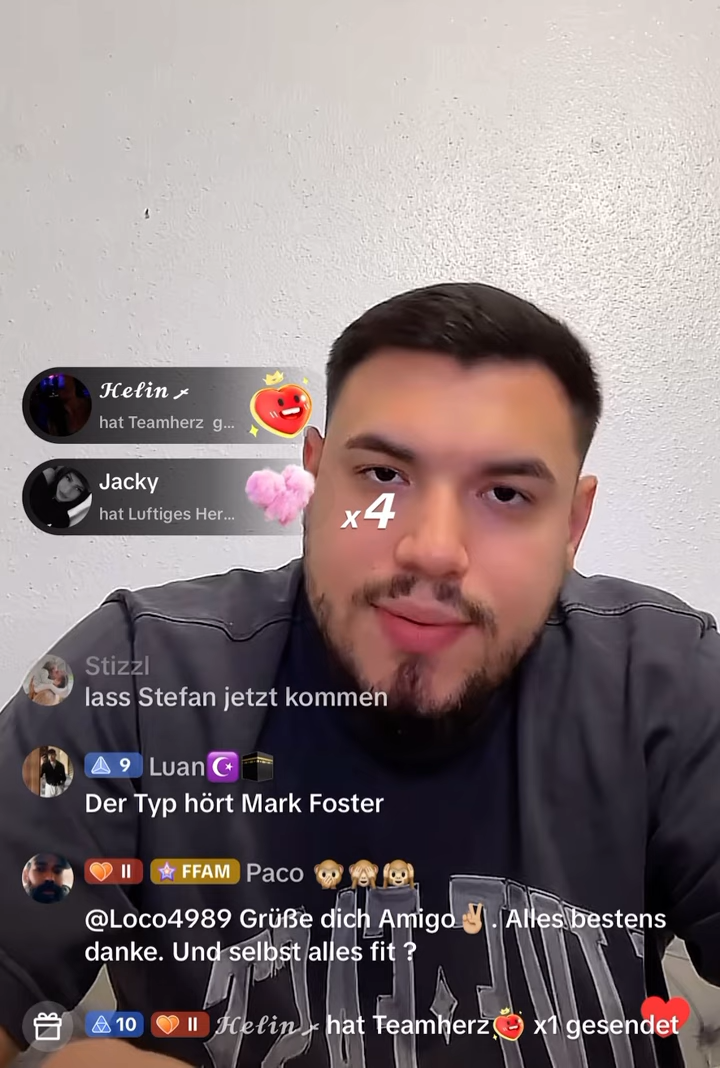 𝓗𝓮𝓵𝓲𝓷
hat Teamherz g...
Jacky
hat Luftiges Her...
x4
Stizzl
lass Stefan jetzt kommen
9 Luan☪️🕋
Der Typ hört Mark Foster
II FFAM Paco 🙊🙈🙉
@Loco4989 Grüße dich Amigo✌🏼. Alles bestens
danke. Und selbst alles fit ?
10 II 𝓗𝓮𝓵𝓲𝓷 hat Teamherz x1 gesendet